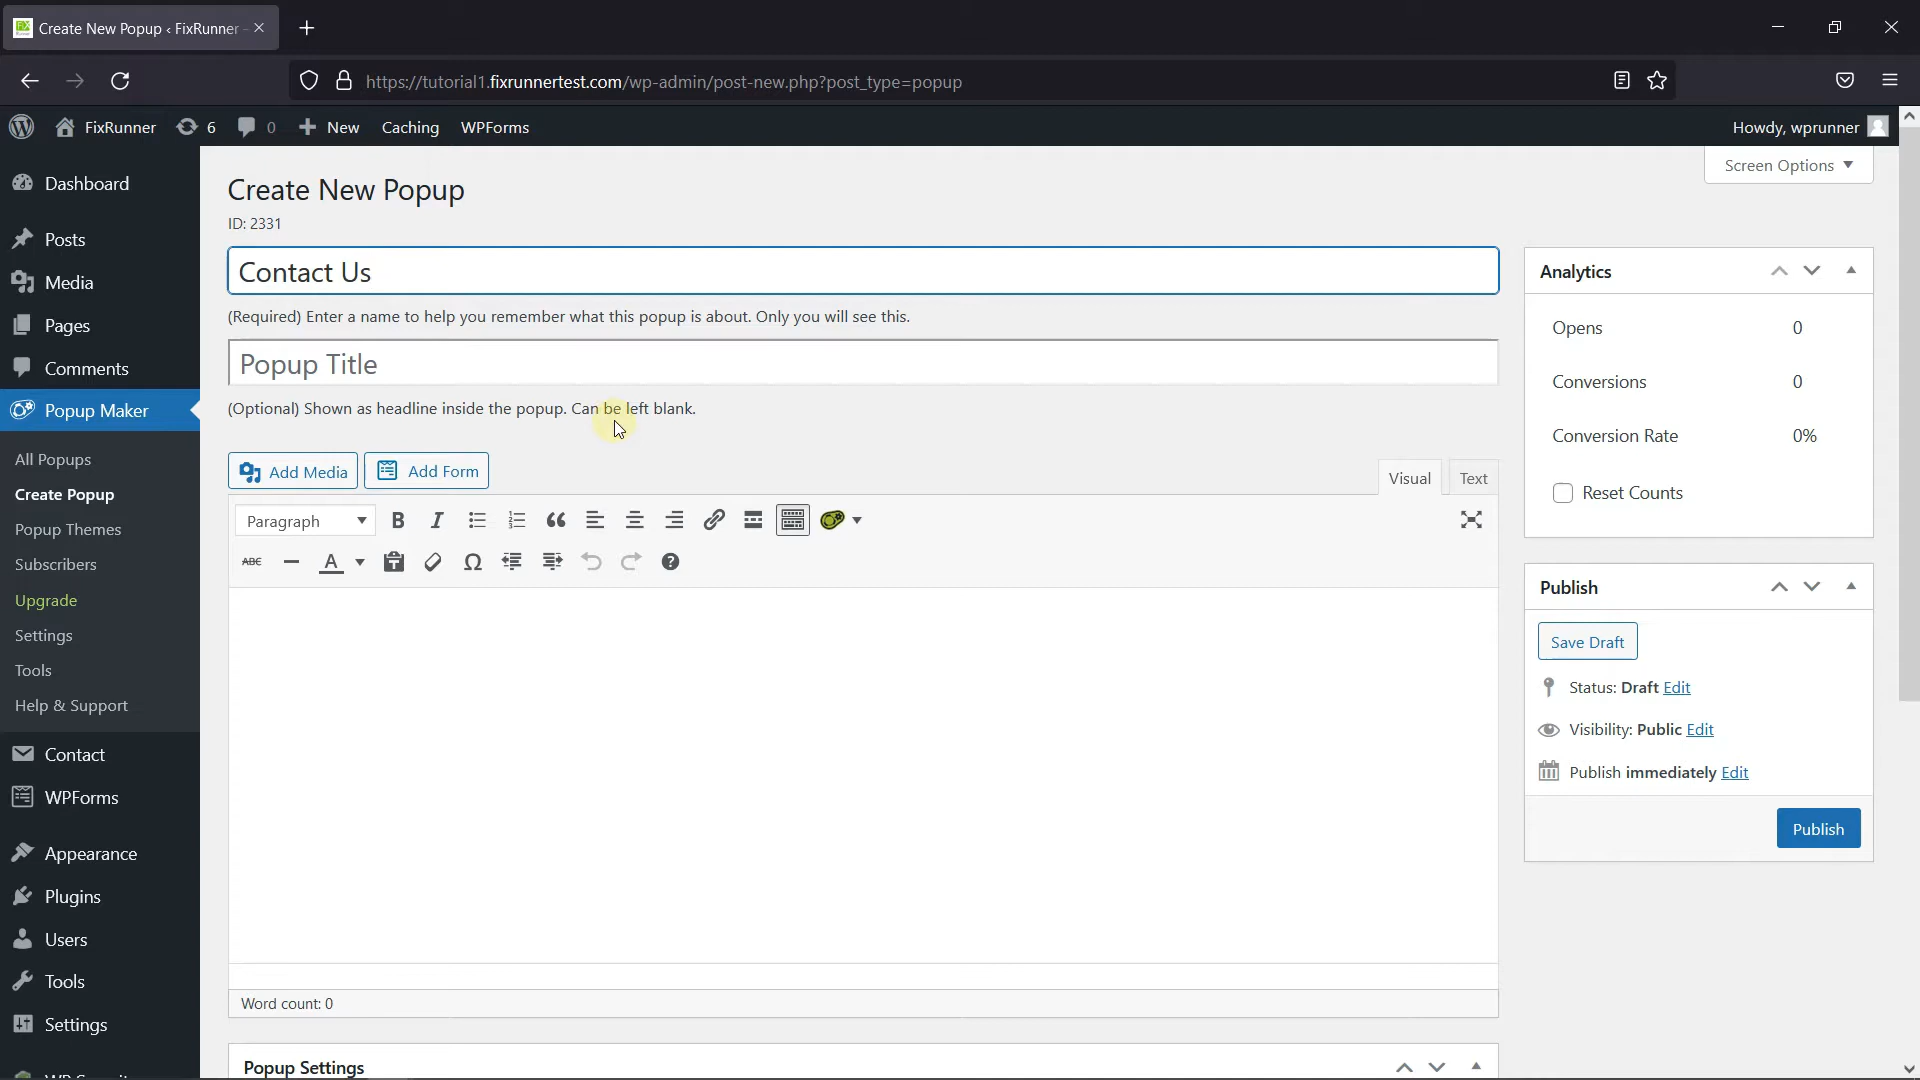 Create New Popup ‹ FixRunner -
https://tutorial1.fixrunnertest.com/wp-admin/post-new.php?post_type=popup
FixRunner 6 0 New Caching WPForms Howdy, wprunner
Screen Options
Dashboard
Posts
Media
Pages
Comments
Popup Maker
All Popups
Create Popup
Popup Themes
Subscribers
Upgrade
Settings
Tools
Help & Support
Contact
WPForms
Appearance
Plugins
Users
Tools
Settings
Create New Popup
ID: 2331
Contact Us
(Required) Enter a name to help you remember what this popup is about. Only you will see this.
Popup Title
(Optional) Shown as headline inside the popup. Can be left blank.
Add Media Add Form
Visual Text
Paragraph B I
ABC A Ω
Word count: 0
Popup Settings
Analytics
Opens 0
Conversions 0
Conversion Rate 0%
Reset Counts
Publish
Save Draft
Status: Draft Edit
Visibility: Public Edit
Publish immediately Edit
Publish